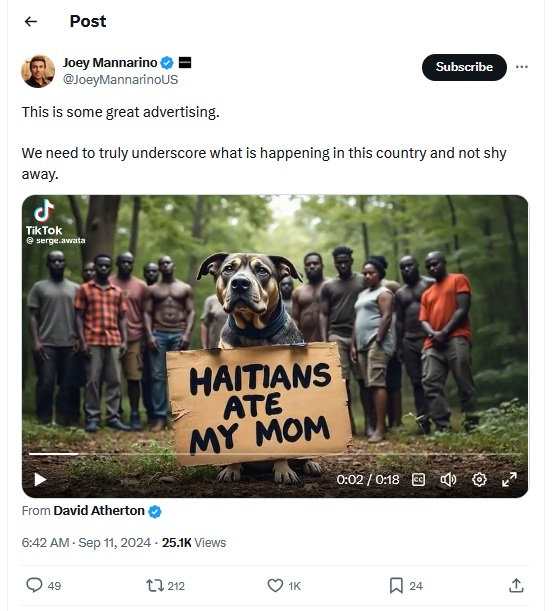 Post
Joey Mannarino
@JoeyMannarinoUS
Subscribe
This is some great advertising.
We need to truly underscore what is happening in this country and not shy
away.
TikTok
@ serge.awata
HAITIANS
ATE
MY MOM
0:02 / 0:18
CC
From David Atherton
6:42 AM · Sep 11, 2024 · 25.1K Views
49
212
1K
24